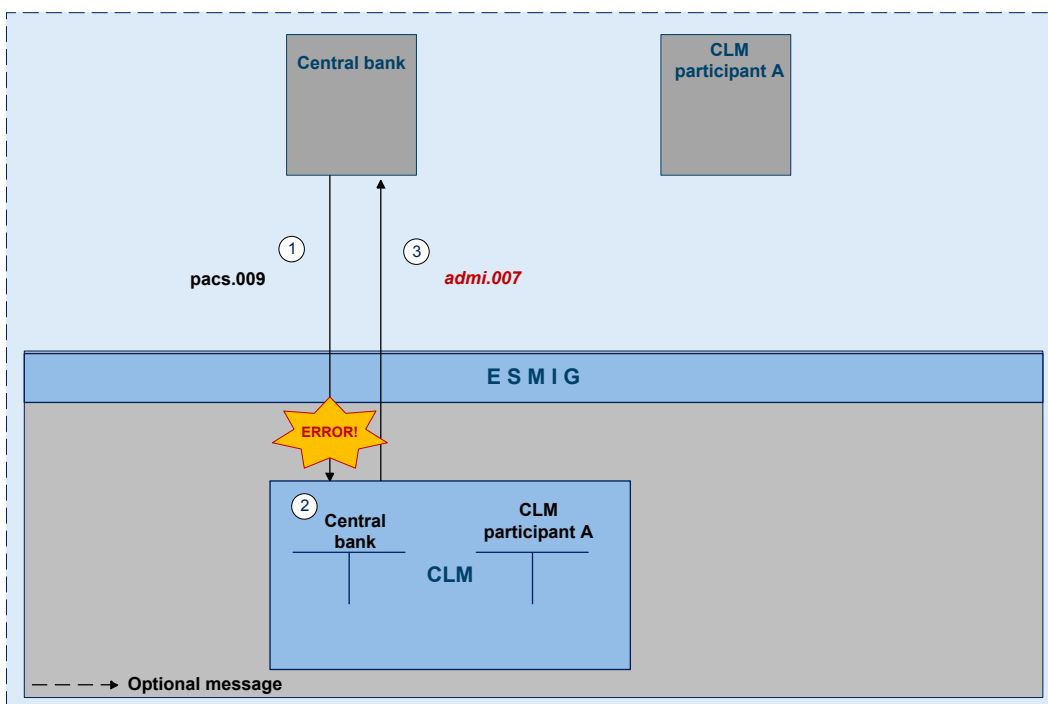 Central bank
CLM
participant A
1
3
pacs.009
admi.007
E S M I G
ERROR!
2
Central
bank
CLM
participant A
CLM
Optional message